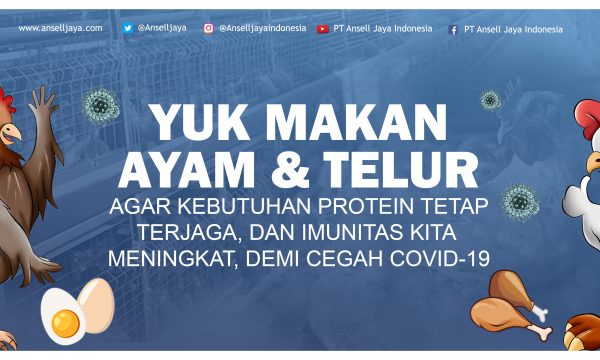 www.anselljaya.com @Anselljaya @Anselljayaindonesia PT Ansell Jaya Indonesia PT Ansell Jaya Indonesia
YUK MAKAN
AYAM & TELUR
AGAR KEBUTUHAN PROTEIN TETAP
TERJAGA, DAN IMUNITAS KITA
MENINGKAT, DEMI CEGAH COVID-19